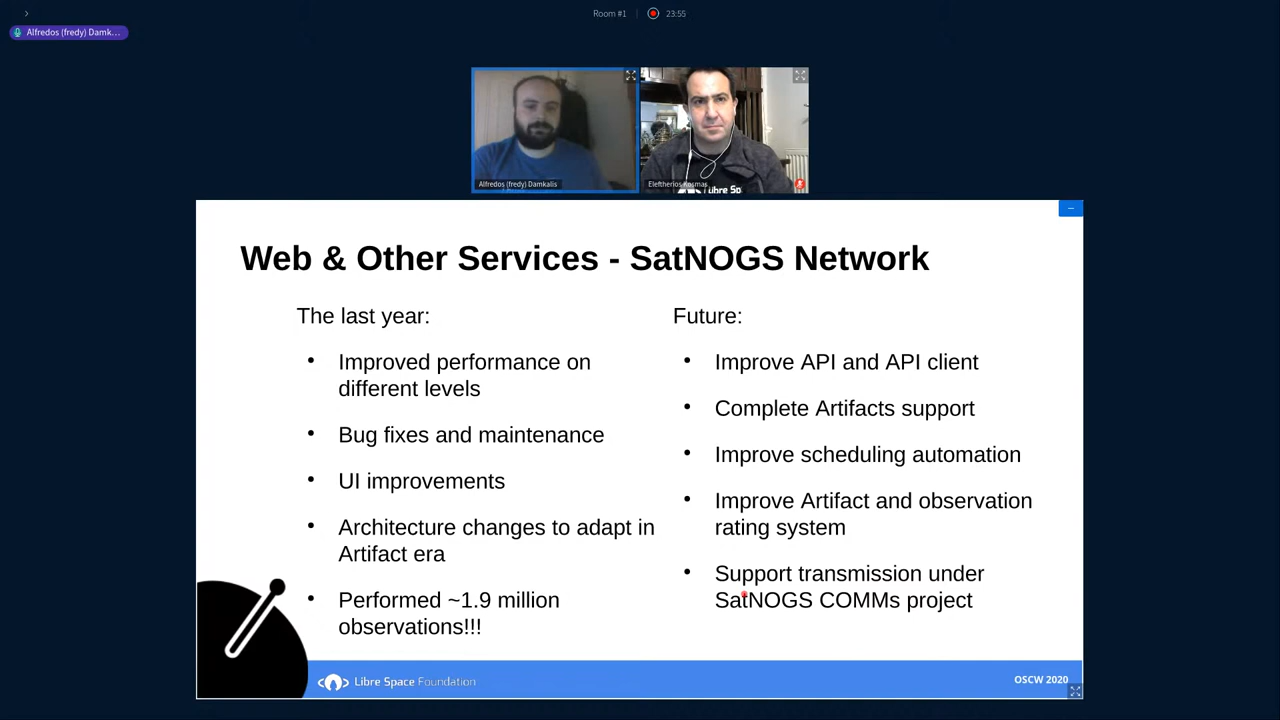 Room #1
23:55
Alfredos (fredy) Damk...
Alfredos (fredy) Damkalis
Eleftherios Kosmas
Libre Sp
Web & Other Services - SatNOGS Network
The last year:
Improved performance on
different levels
Bug fixes and maintenance
UI improvements
Architecture changes to adapt in
Artifact era
Performed ~1.9 million
observations!!!
Future:
Improve API and API client
Complete Artifacts support
Improve scheduling automation
Improve Artifact and observation
rating system
Support transmission under
SatNOGS COMMs project
Libre Space Foundation
OSCW 2020